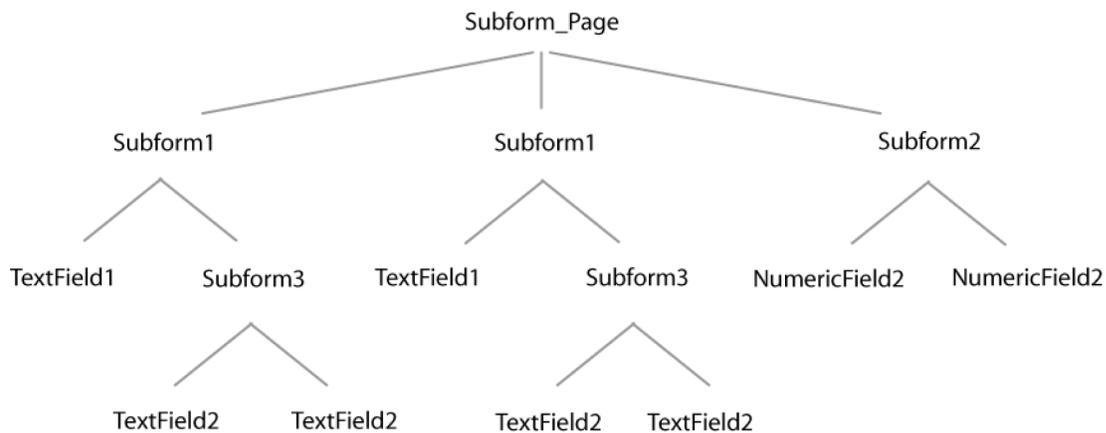 Subform_Page
Subform1 Subform1 Subform2
TextField1 Subform3 TextField1 Subform3 NumericField2 NumericField2
TextField2 TextField2 TextField2 TextField2